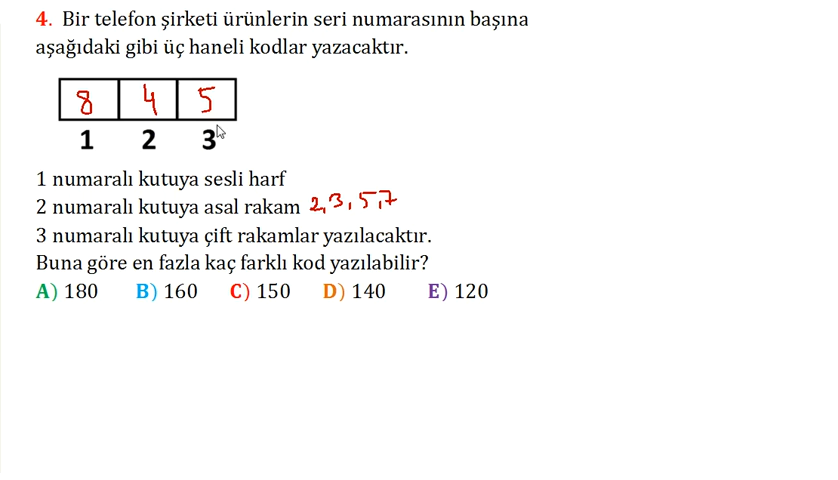 4. Bir telefon şirketi ürünlerin seri numarasının başına
aşağıdaki gibi üç haneli kodlar yazacaktır.
8 4 5
1 2 3
1 numaralı kutuya sesli harf
2 numaralı kutuya asal rakam 2,3,5,7
3 numaralı kutuya çift rakamlar yazılacaktır.
Buna göre en fazla kaç farklı kod yazılabilir?
A) 180 B) 160 C) 150 D) 140 E) 120